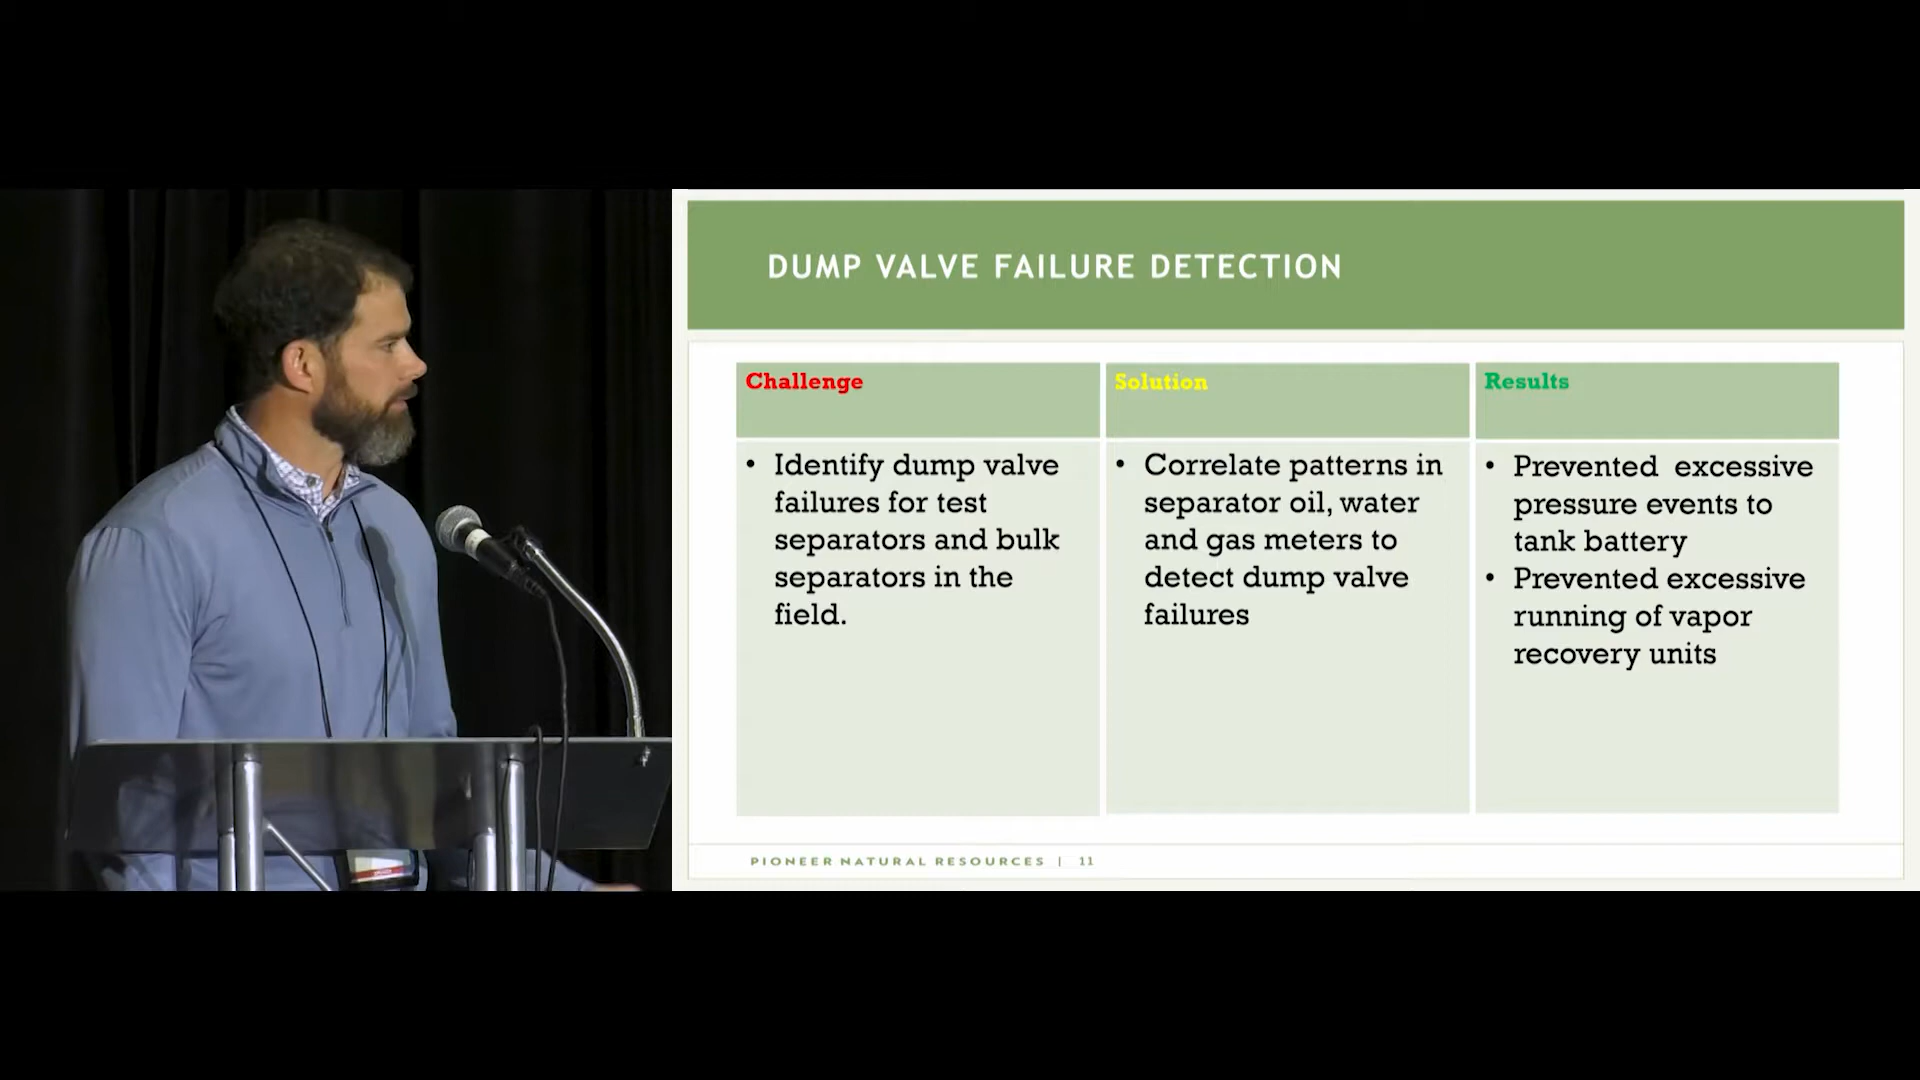 DUMP VALVE FAILURE DETECTION
Challenge
Solution
Results
• Identify dump valve
failures for test
separators and bulk
separators in the
field.
• Correlate patterns in
separator oil, water
and gas meters to
detect dump valve
failures
• Prevented excessive
pressure events to
tank battery
• Prevented excessive
running of vapor
recovery units
PIONEER NATURAL RESOURCES | 11